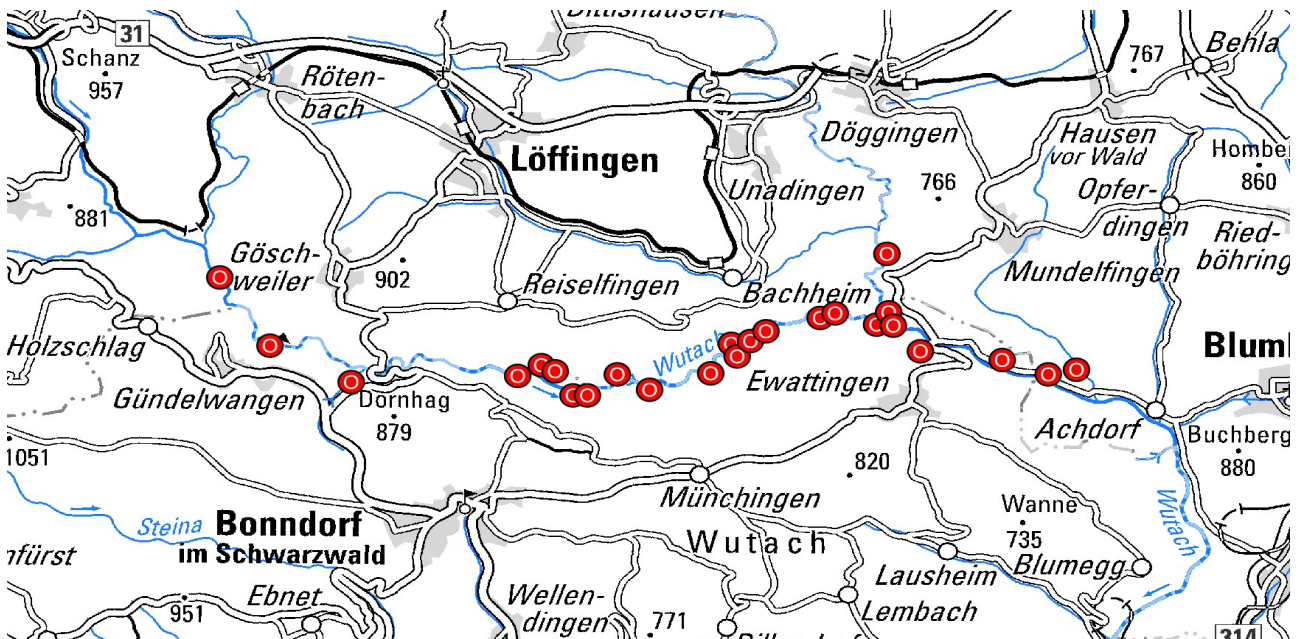 Dittishausen
31
Schanz
957
Röten-
bach
767
Behla
Löffingen
Döggingen
Hausen
vor Wald
Unadingen
766
860
Opfer-
dingen
881
Gösch-
weiler
902
Reiselfingen
Bachheim
Mundelfingen
Ried-
böhring
Holzschlag
Wutach
Ewattingen
Gündelwangen
Dornhag
879
Achdorf
Buchberg
880
1051
820
Münchingen
Wanne
735
Wutach
Steina
Bonndorf
im Schwarzwald
Wutach
Lausheim
Blumegg
Ebnet
951
Wellen-
dingen
771
Lembach
314